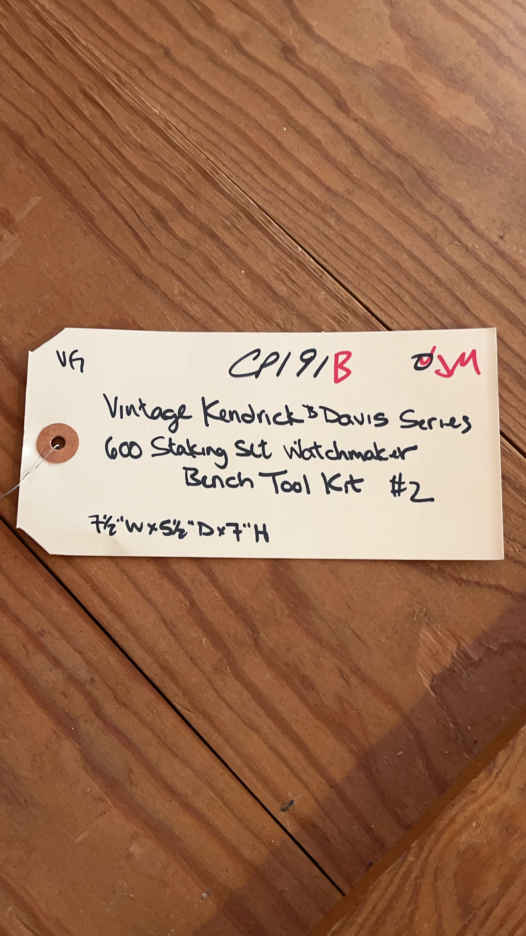 VG CP191B JM
Vintage Kendrick & Davis Series
600 Staking Set Watchmaker
Bench Tool Kit #2
7½"W x 5½"D x 7"H